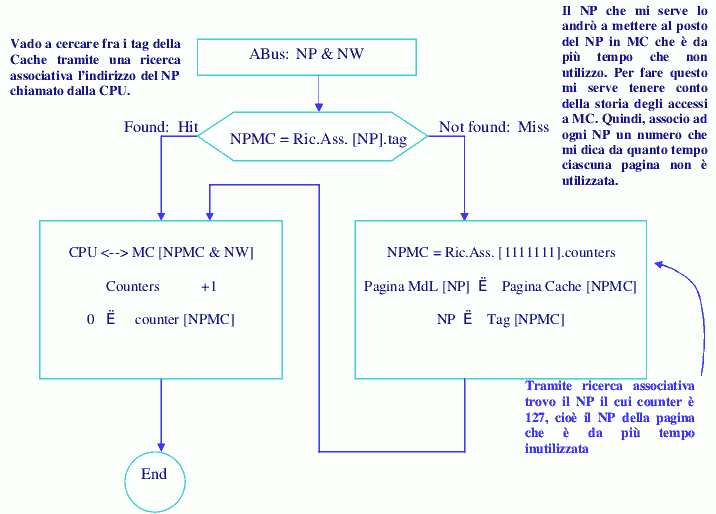 Vado a cercare fra i tag della
Cache tramite una ricerca
associativa l'indirizzo del NP
chiamato dalla CPU.
ABus: NP & NW
Il NP che mi serve lo
andrò a mettere al posto
del NP in MC che è da
più tempo che non
utilizzo. Per fare questo
mi serve tenere conto
della storia degli accessi
a MC. Quindi, associo ad
ogni NP un numero che
mi dica da quanto tempo
ciascuna pagina non è
utilizzata.
Found: Hit
NPMC = Ric.Ass. [NP].tag
Not found: Miss
CPU <--> MC [NPMC & NW]
Counters +1
0 Ë counter [NPMC]
NPMC = Ric.Ass. [1111111].counters
Pagina MdL [NP] Ë Pagina Cache [NPMC]
NP Ë Tag [NPMC]
Tramite ricerca associativa
trovo il NP il cui counter è
127, cioè il NP della pagina
che è da più tempo
inutilizzata
End